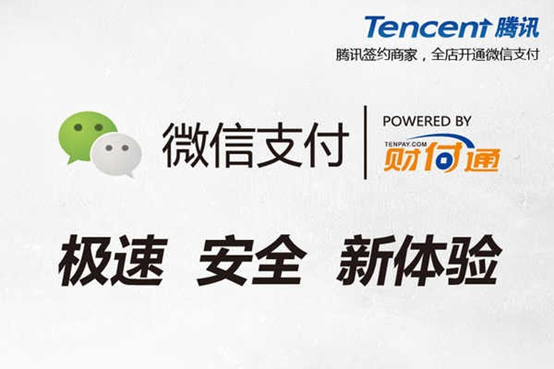 Tencent 腾讯
腾讯签约商家，全店开通微信支付
微信支付
POWERED BY
TENPAY.COM
财付通
极速 安全 新体验